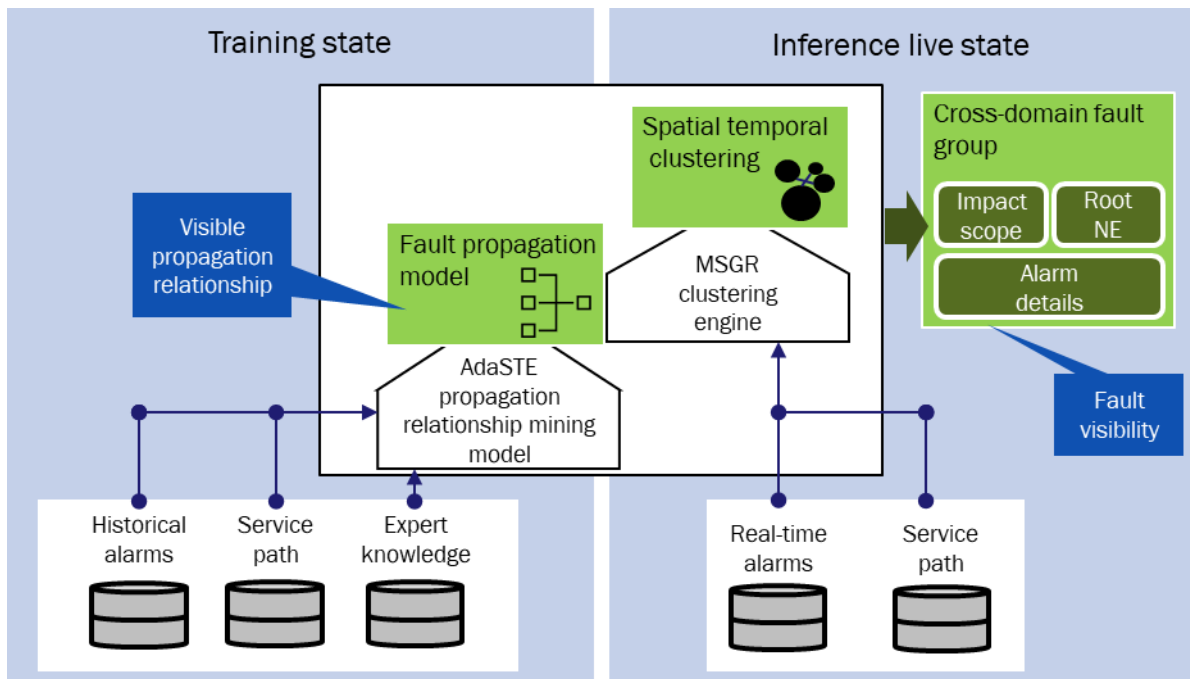 Training state
Inference live state
Visible
propagation
relationship
Fault propagation
model
AdaSTE
propagation
relationship mining
model
Spatial temporal
clustering
MSGR
clustering
engine
Cross-domain fault
group
Impact
scope
Root
NE
Alarm
details
Fault
visibility
Historical
alarms
Service
path
Expert
knowledge
Real-time
alarms
Service
path